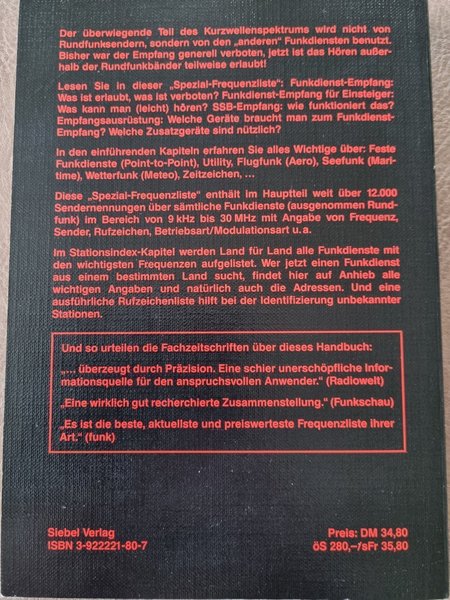 Der überwiegende Teil des Kurzwellenspektrums wird nicht von
Rundfunksendern, sondern von den „anderen“ Funkdiensten benutzt.
Bisher war der Empfang generell verboten, jetzt ist das Hören außer-
halb der Rundfunkbänder teilweise erlaubt!
Lesen Sie in dieser „Spezial-Frequenzliste“: Funkdienst-Empfang:
Was ist erlaubt, was ist verboten? Funkdienst-Empfang für Einsteiger:
Was kann man (leicht) hören? SSB-Empfang: wie funktioniert das?
Empfangsausrüstung: Welche Geräte braucht man zum Funkdienst-
Empfang? Welche Zusatzgeräte sind nützlich?
In den einführenden Kapiteln erfahren Sie alles Wichtige über: Feste
Funkdienste (Point-to-Point), Utility, Flugfunk (Aero), Seefunk (Mari-
time), Wetterfunk (Meteo), Zeitzeichen, ...
Diese „Spezial-Frequenzliste“ enthält im Hauptteil weit über 12.000
Sendernennungen über sämtliche Funkdienste (ausgenommen Rund-
funk) im Bereich von 9 kHz bis 30 MHz mit Angabe von Frequenz,
Sender, Rufzeichen, Betriebsart/Modulationsart u. a.
Im Stationsindex-Kapitel werden Land für Land alle Funkdienste mit
den wichtigsten Frequenzen aufgelistet. Wer jetzt einen Funkdienst
aus einem bestimmten Land sucht, findet hier auf Anhieb alle
wichtigen Angaben und natürlich auch die Adressen. Und eine
ausführliche Rufzeichenliste hilft bei der Identifizierung unbekannter
Stationen.
Und so urteilen die Fachzeitschriften über dieses Handbuch:
„... überzeugt durch Präzision. Eine schier unerschöpfliche Infor-
mationsquelle für den anspruchsvollen Anwender.“ (Radiowelt)
„Eine wirklich gut recherchierte Zusammenstellung.“ (Funkschau)
„Es ist die beste, aktuellste und preiswerteste Frequenzliste ihrer
Art.“ (funk)
Siebel Verlag
ISBN 3-922221-80-7
Preis: DM 34,80
öS 280,–/sFr 35,80